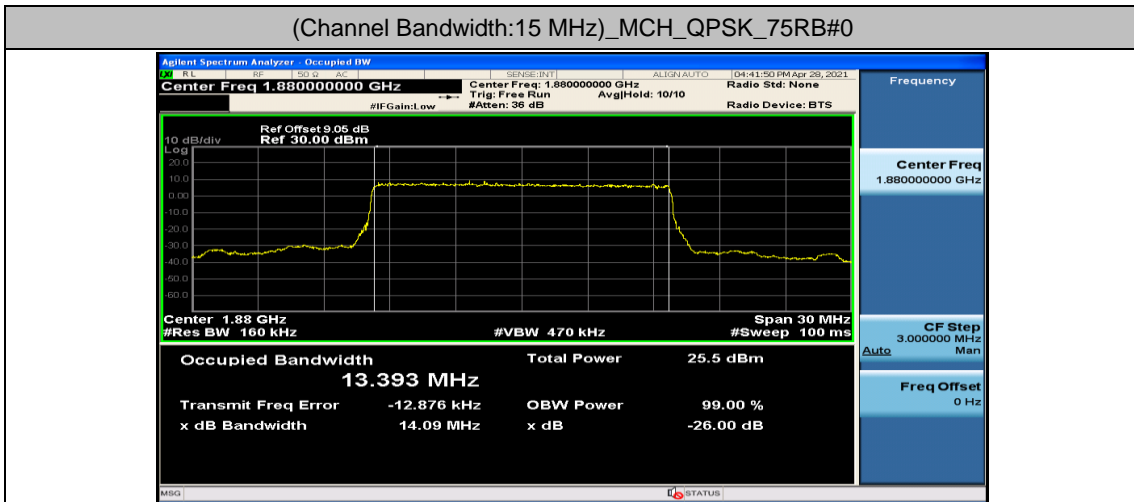 (Channel Bandwidth:15 MHz)_MCH_QPSK_75RB#0
Agilent Spectrum Analyzer - Occupied BW
LXI RL RF 50 Ω AC SENSE:INT ALIGN AUTO 04:41:50 PM Apr 28, 2021
Center Freq 1.880000000 GHz
Center Freq: 1.880000000 GHz
Radio Std: None
Trig: Free Run Avg|Hold: 10/10
#IFGain:Low
#Atten: 36 dB
Radio Device: BTS
Frequency
Ref Offset 9.05 dB
10 dB/div Ref 30.00 dBm
Log
20.0
10.0
0.00
-10.0
-20.0
-30.0
-40.0
-50.0
-60.0
Center Freq
1.880000000 GHz
Center 1.88 GHz Span 30 MHz
#Res BW 160 kHz #VBW 470 kHz #Sweep 100 ms
CF Step
3.000000 MHz
Auto Man
Freq Offset
0 Hz
Occupied Bandwidth Total Power 25.5 dBm
13.393 MHz
Transmit Freq Error -12.876 kHz OBW Power 99.00 %
x dB Bandwidth 14.09 MHz x dB -26.00 dB
MSG STATUS